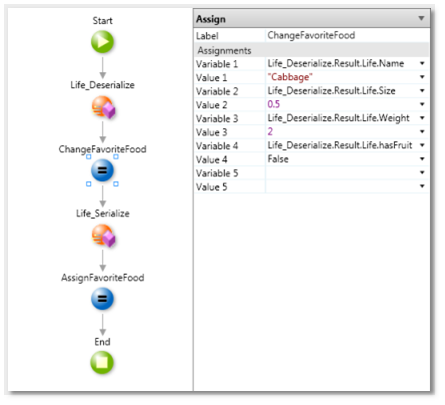 Start
Life_Deserialize
ChangeFavoriteFood
Life_Serialize
AssignFavoriteFood
End
Assign
Label ChangeFavoriteFood
Assignments
Variable 1 Life_Deserialize.Result.Life.Name
Value 1 "Cabbage"
Variable 2 Life_Deserialize.Result.Life.Size
Value 2 0.5
Variable 3 Life_Deserialize.Result.Life.Weight
Value 3 2
Variable 4 Life_Deserialize.Result.Life.hasFruit
Value 4 False
Variable 5
Value 5